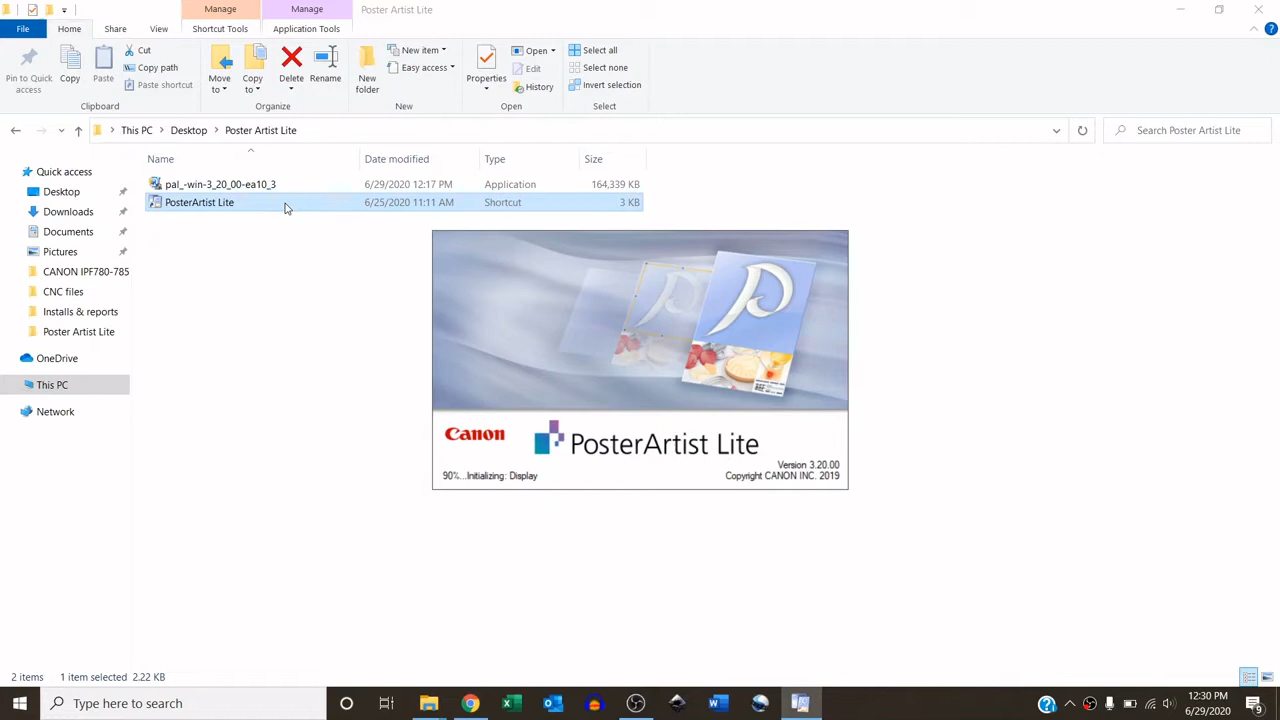 Manage Manage Poster Artist Lite
File Home Share View Shortcut Tools Application Tools
Pin to Quick access
Copy
Paste
Cut
Copy path
Paste shortcut
Clipboard
Move to
Copy to
Delete
Rename
Organize
New folder
New item
Easy access
New
Properties
Open
Edit
History
Open
Select all
Select none
Invert selection
Select
This PC Desktop Poster Artist Lite
Search Poster Artist Lite
Name Date modified Type Size
pal_-win-3_20_00-ea10_3 6/29/2020 12:17 PM Application 164,339 KB
PosterArtist Lite 6/25/2020 11:11 AM Shortcut 3 KB
Quick access
Desktop
Downloads
Documents
Pictures
CANON IPF780-785
CNC files
Installs & reports
Poster Artist Lite
OneDrive
This PC
Network
Canon PosterArtist Lite
Version 3.20.00
90%...Initializing: Display Copyright CANON INC. 2019
2 items 1 item selected 2.22 KB
Type here to search
12:30 PM
6/29/2020
9